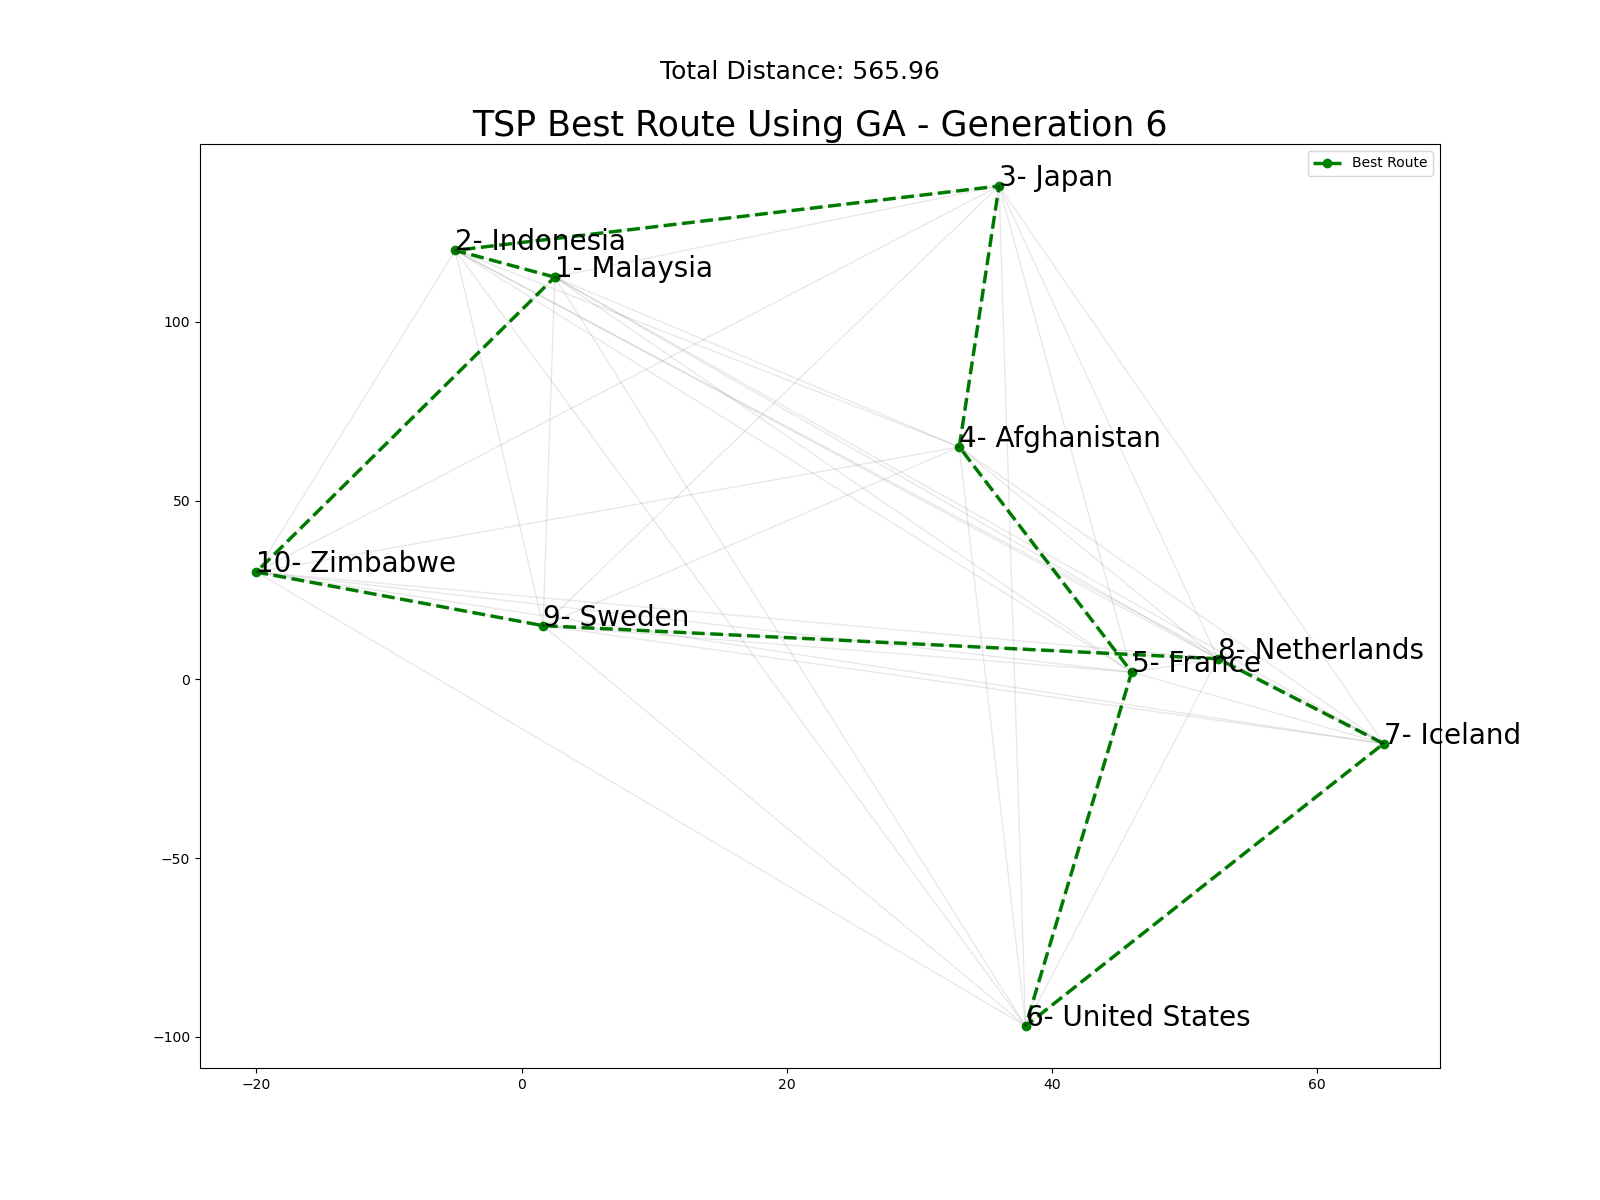 Total Distance: 565.96
TSP Best Route Using GA - Generation 6
Best Route
3- Japan
2- Indonesia
1- Malaysia
4- Afghanistan
10- Zimbabwe
9- Sweden
8- Netherlands
5- France
7- Iceland
6- United States
100
50
0
−50
−100
−20
0
20
40
60